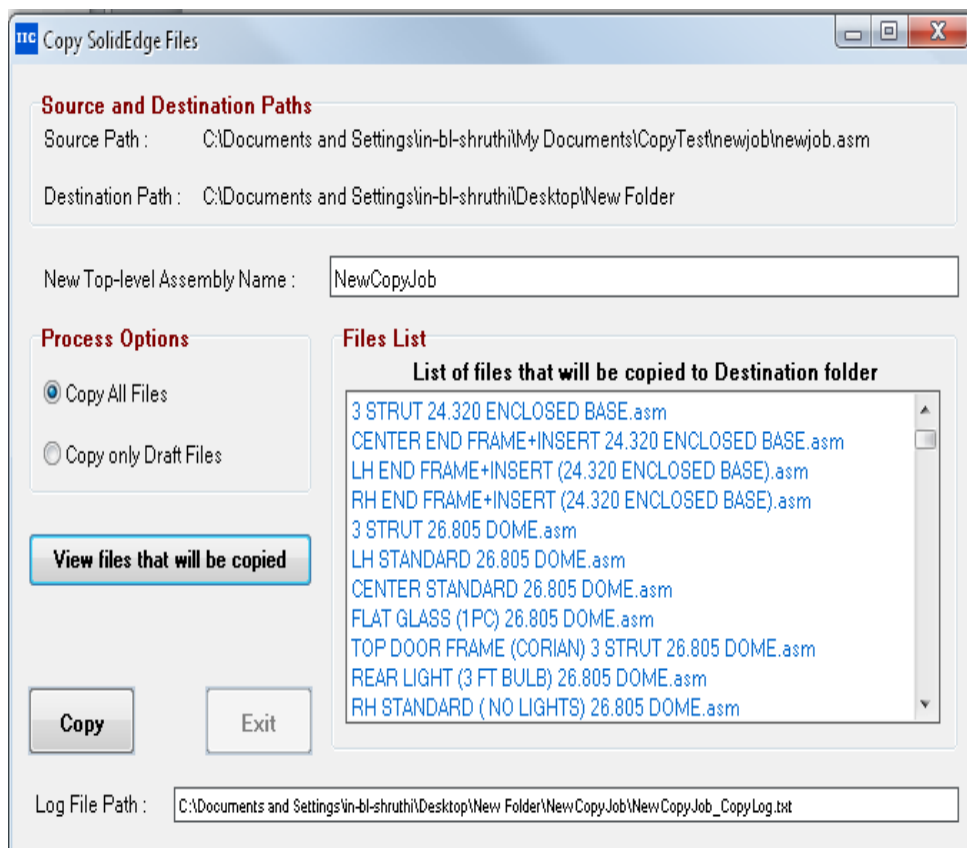 ITC Copy SolidEdge Files
Source and Destination Paths
Source Path : C:\Documents and Settings\in-bl-shruthi\My Documents\CopyTest\newjob\newjob.asm
Destination Path : C:\Documents and Settings\in-bl-shruthi\Desktop\New Folder
New Top-level Assembly Name : NewCopyJob
Process Options
Copy All Files
Copy only Draft Files
View files that will be copied
Files List
List of files that will be copied to Destination folder
3 STRUT 24.320 ENCLOSED BASE.asm
CENTER END FRAME+INSERT 24.320 ENCLOSED BASE.asm
LH END FRAME+INSERT (24.320 ENCLOSED BASE).asm
RH END FRAME+INSERT (24.320 ENCLOSED BASE).asm
3 STRUT 26.805 DOME.asm
LH STANDARD 26.805 DOME.asm
CENTER STANDARD 26.805 DOME.asm
FLAT GLASS (1PC) 26.805 DOME.asm
TOP DOOR FRAME (CORIAN) 3 STRUT 26.805 DOME.asm
REAR LIGHT (3 FT BULB) 26.805 DOME.asm
RH STANDARD ( NO LIGHTS) 26.805 DOME.asm
Copy Exit
Log File Path : C:\Documents and Settings\in-bl-shruthi\Desktop\New Folder\NewCopyJob\NewCopyJob_CopyLog.txt